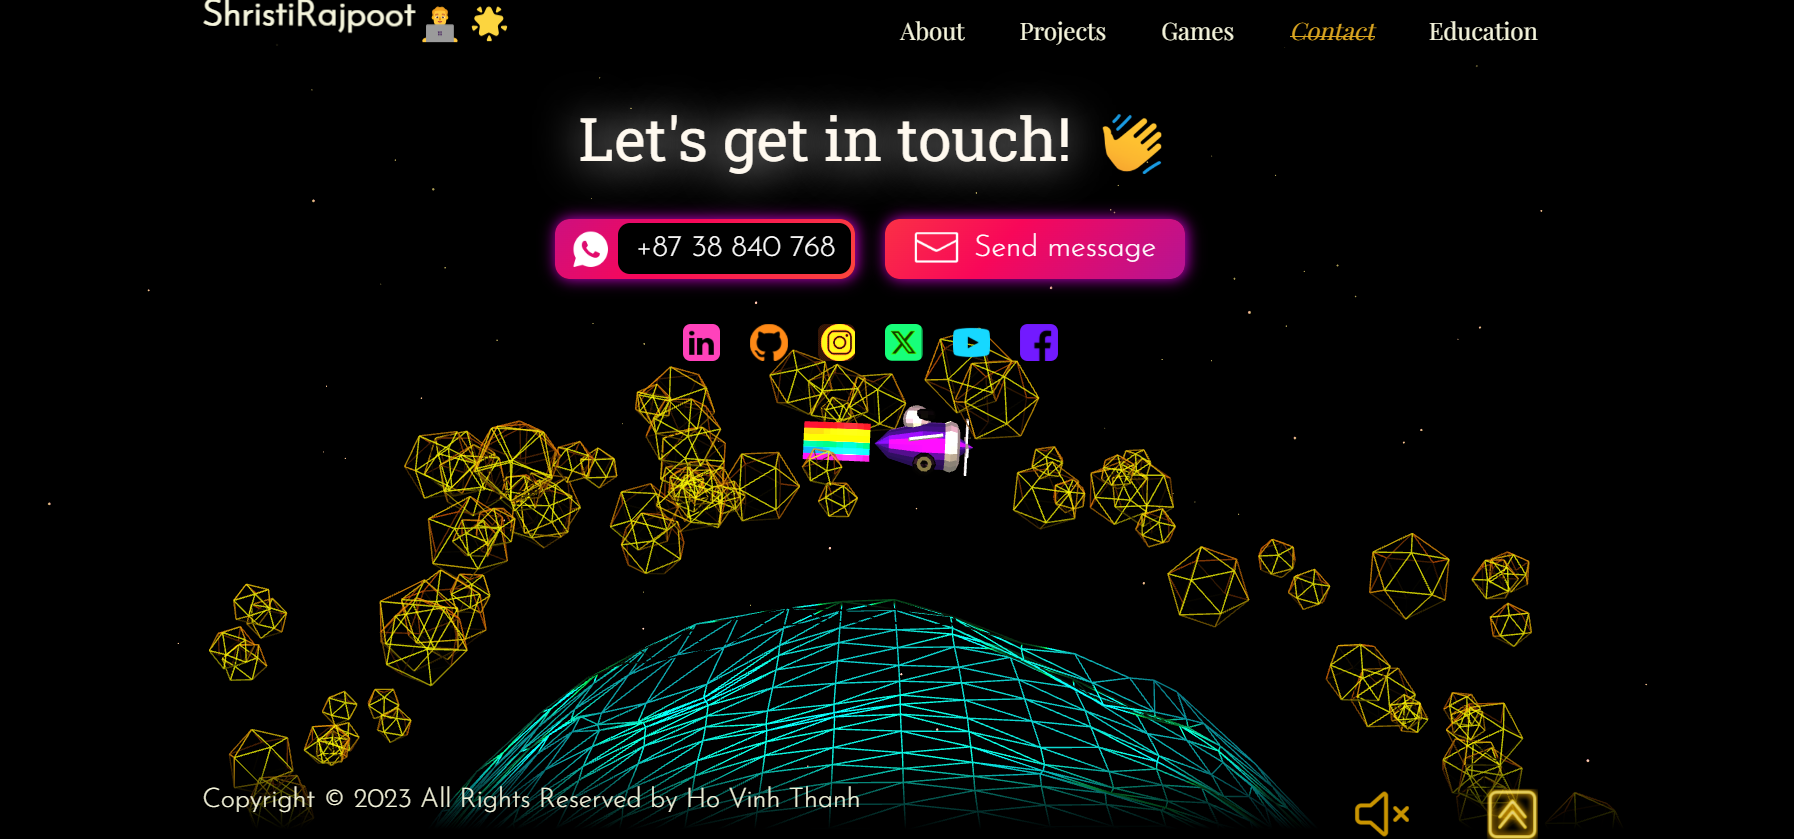 ShristiRajpoot
About Projects Games Contact Education
Let's get in touch!
+87 38 840 768 Send message
Copyright © 2023 All Rights Reserved by Ho Vinh Thanh